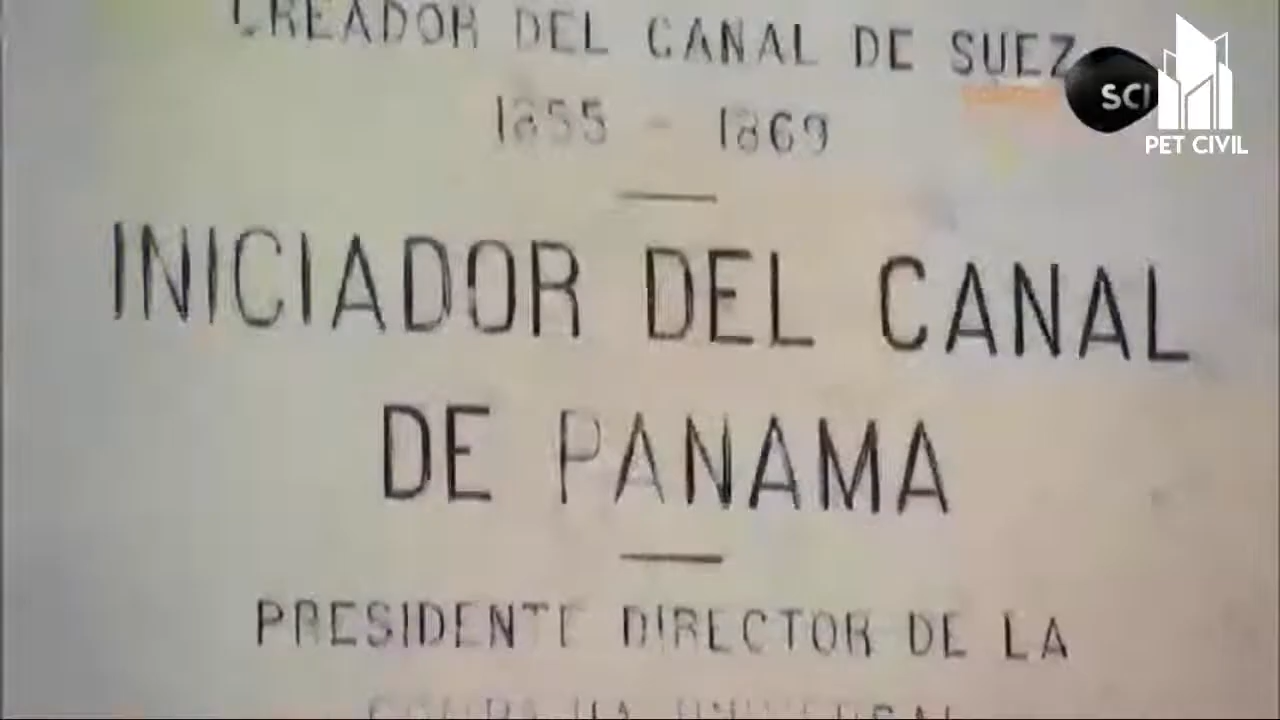 CREADOR DEL CANAL DE SUEZ
SCI
PET CIVIL
1855 - 1869
INICIADOR DEL CANAL
DE PANAMA
PRESIDENTE DIRECTOR DE LA